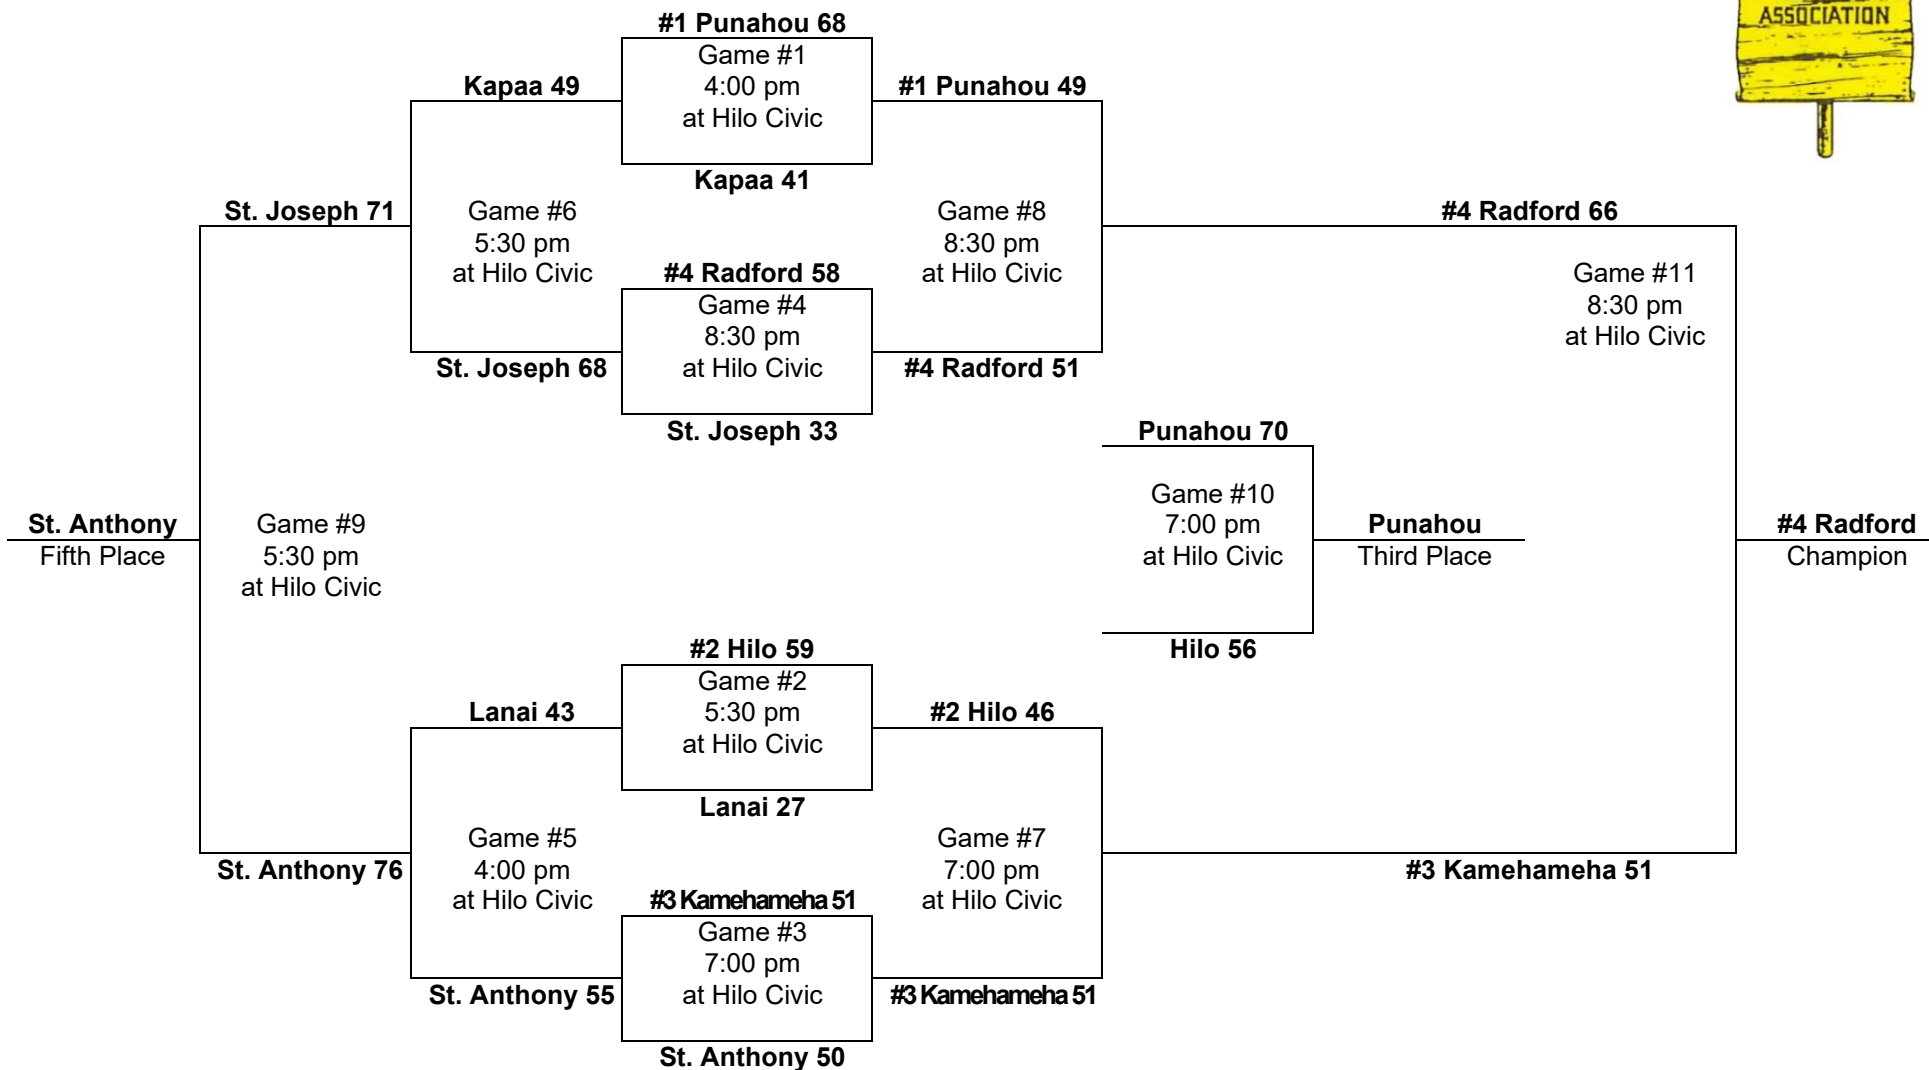 ASSOCIATION
#1 Punahou 68
Game #1
4:00 pm
at Hilo Civic
Kapaa 41
Kapaa 49
#1 Punahou 49
St. Joseph 71
Game #6
5:30 pm
at Hilo Civic
Game #8
8:30 pm
at Hilo Civic
#4 Radford 66
#4 Radford 58
Game #4
8:30 pm
at Hilo Civic
St. Joseph 33
St. Joseph 68
#4 Radford 51
Game #11
8:30 pm
at Hilo Civic
Punahou 70
Game #10
7:00 pm
at Hilo Civic
Hilo 56
Punahou
Third Place
#4 Radford
Champion
St. Anthony
Fifth Place
Game #9
5:30 pm
at Hilo Civic
#2 Hilo 59
Game #2
5:30 pm
at Hilo Civic
Lanai 27
Lanai 43
#2 Hilo 46
St. Anthony 76
Game #5
4:00 pm
at Hilo Civic
Game #7
7:00 pm
at Hilo Civic
#3 Kamehameha 51
#3 Kamehameha 51
Game #3
7:00 pm
at Hilo Civic
St. Anthony 50
St. Anthony 55
#3 Kamehameha 51